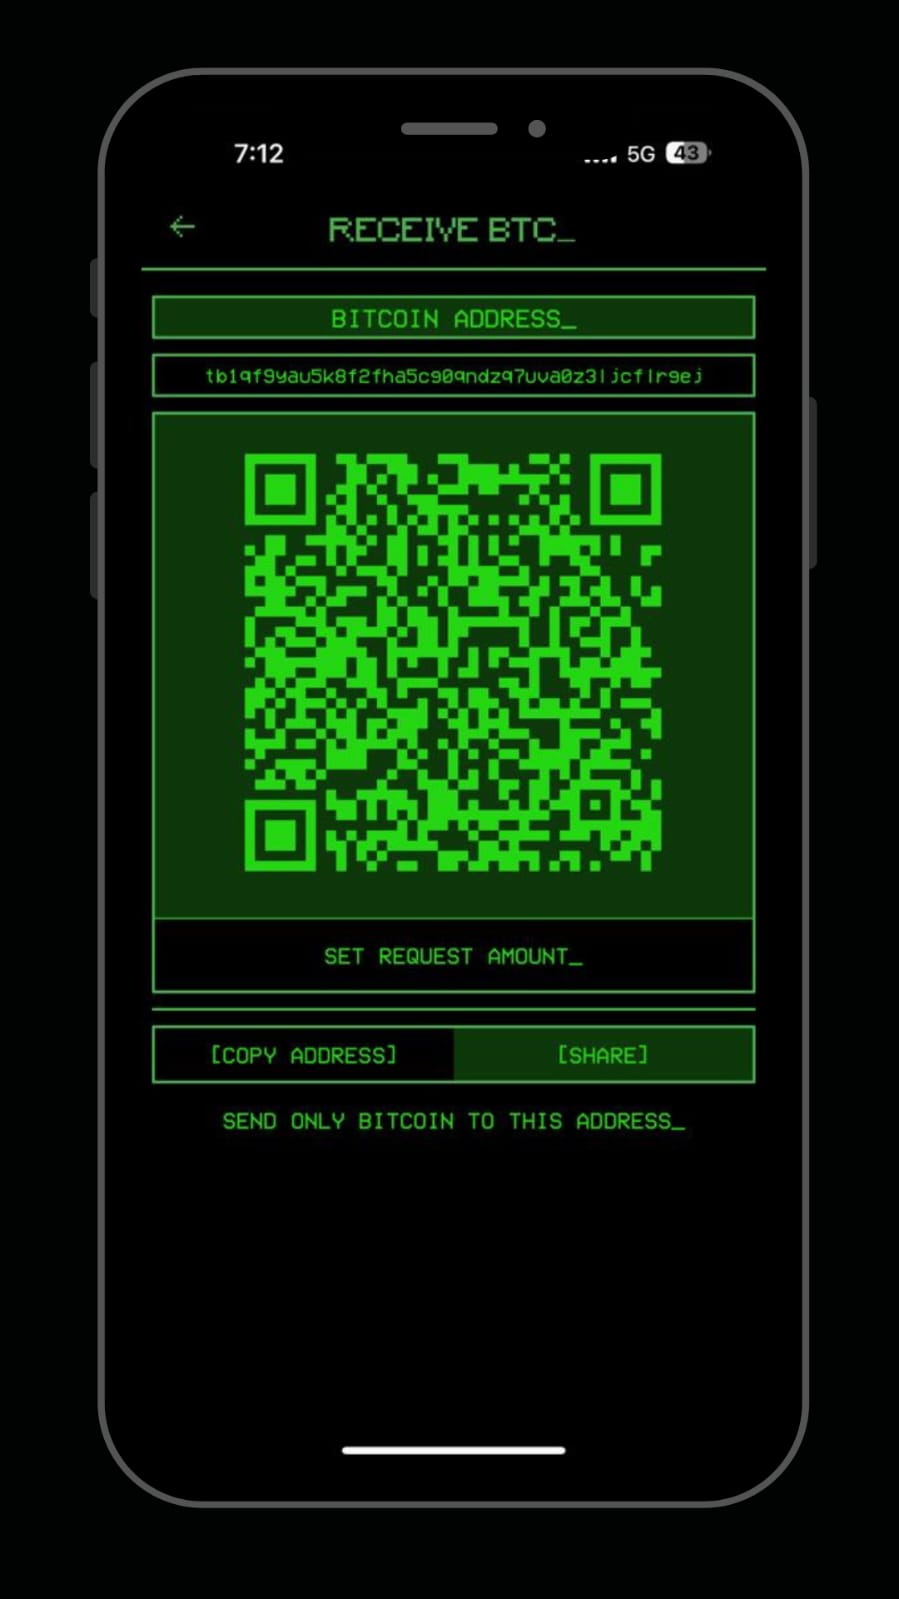 7:12 5G 43
RECEIVE BTC_
BITCOIN ADDRESS_
tb1qf9yau5k8f2fha5c90qndzq7uva0z3ljcflr9ej
SET REQUEST AMOUNT_
[COPY ADDRESS] [SHARE]
SEND ONLY BITCOIN TO THIS ADDRESS_